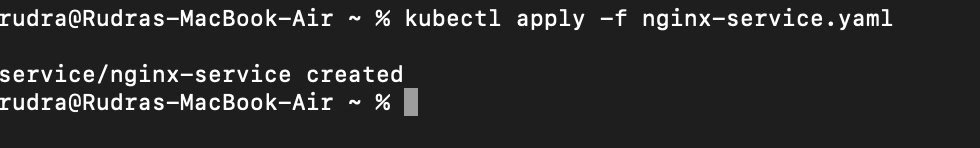 rudra@Rudras-MacBook-Air ~ % kubectl apply -f nginx-service.yaml
service/nginx-service created
rudra@Rudras-MacBook-Air ~ %